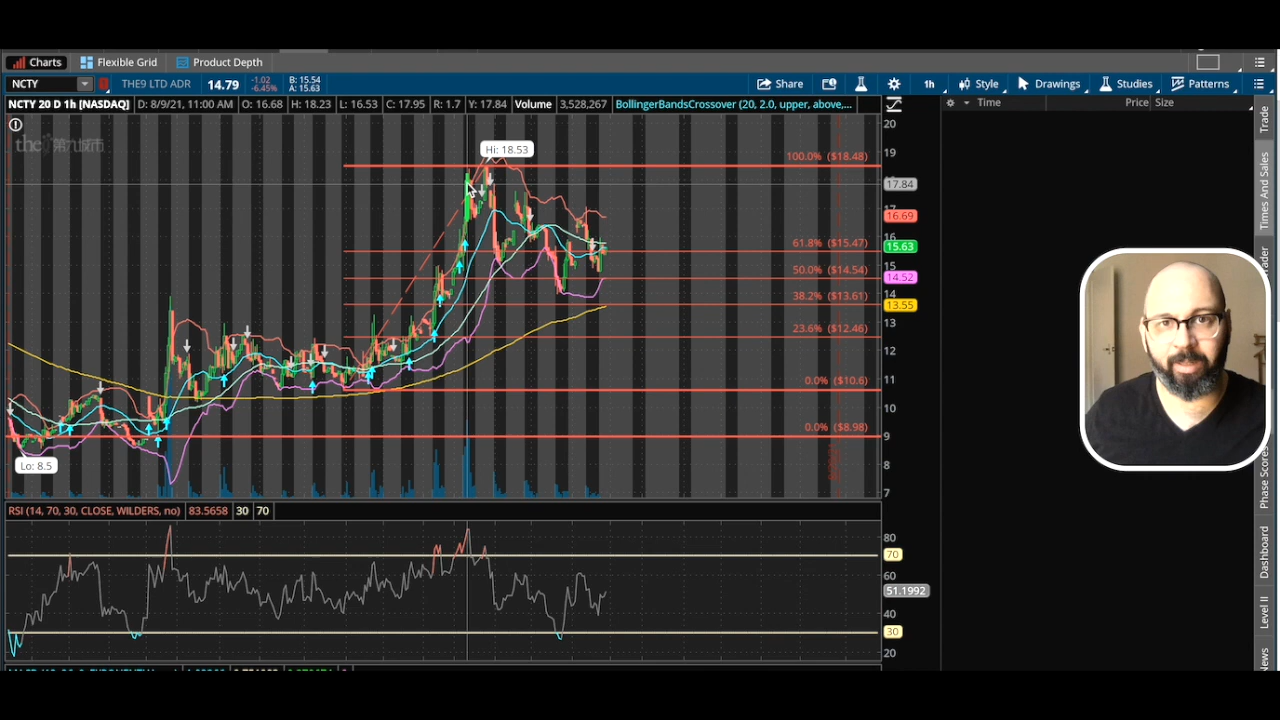 Charts Flexible Grid Product Depth
NCTY THE9 LTD ADR 14.79 -1.02 -6.45% B: 15.54 A: 15.63 Share 1h Style Drawings Studies Patterns
NCTY 20 D 1h [NASDAQ] D: 8/9/21, 11:00 AM O: 16.68 H: 18.23 L: 16.53 C: 17.95 R: 1.7 Y: 17.84 Volume 3,528,267 BollingerBandsCrossover (20, 2.0, upper, above,...
Time Price Size
the 第九城市
Hi: 18.53
Lo: 8.5
100.0% ($18.48)
61.8% ($15.47)
50.0% ($14.54)
38.2% ($13.61)
23.6% ($12.46)
0.0% ($10.6)
0.0% ($8.98)
20
19
17.84
17
16.69
16
15.63
15
14.52
14
13.55
13
12
11
10
9
8
7
RSI (14, 70, 30, CLOSE, WILDERS, no) 83.5658 30 70
80
70
60
51.1992
40
30
20
Trade
Times And Sales
Phase Scores
Dashboard
Level II